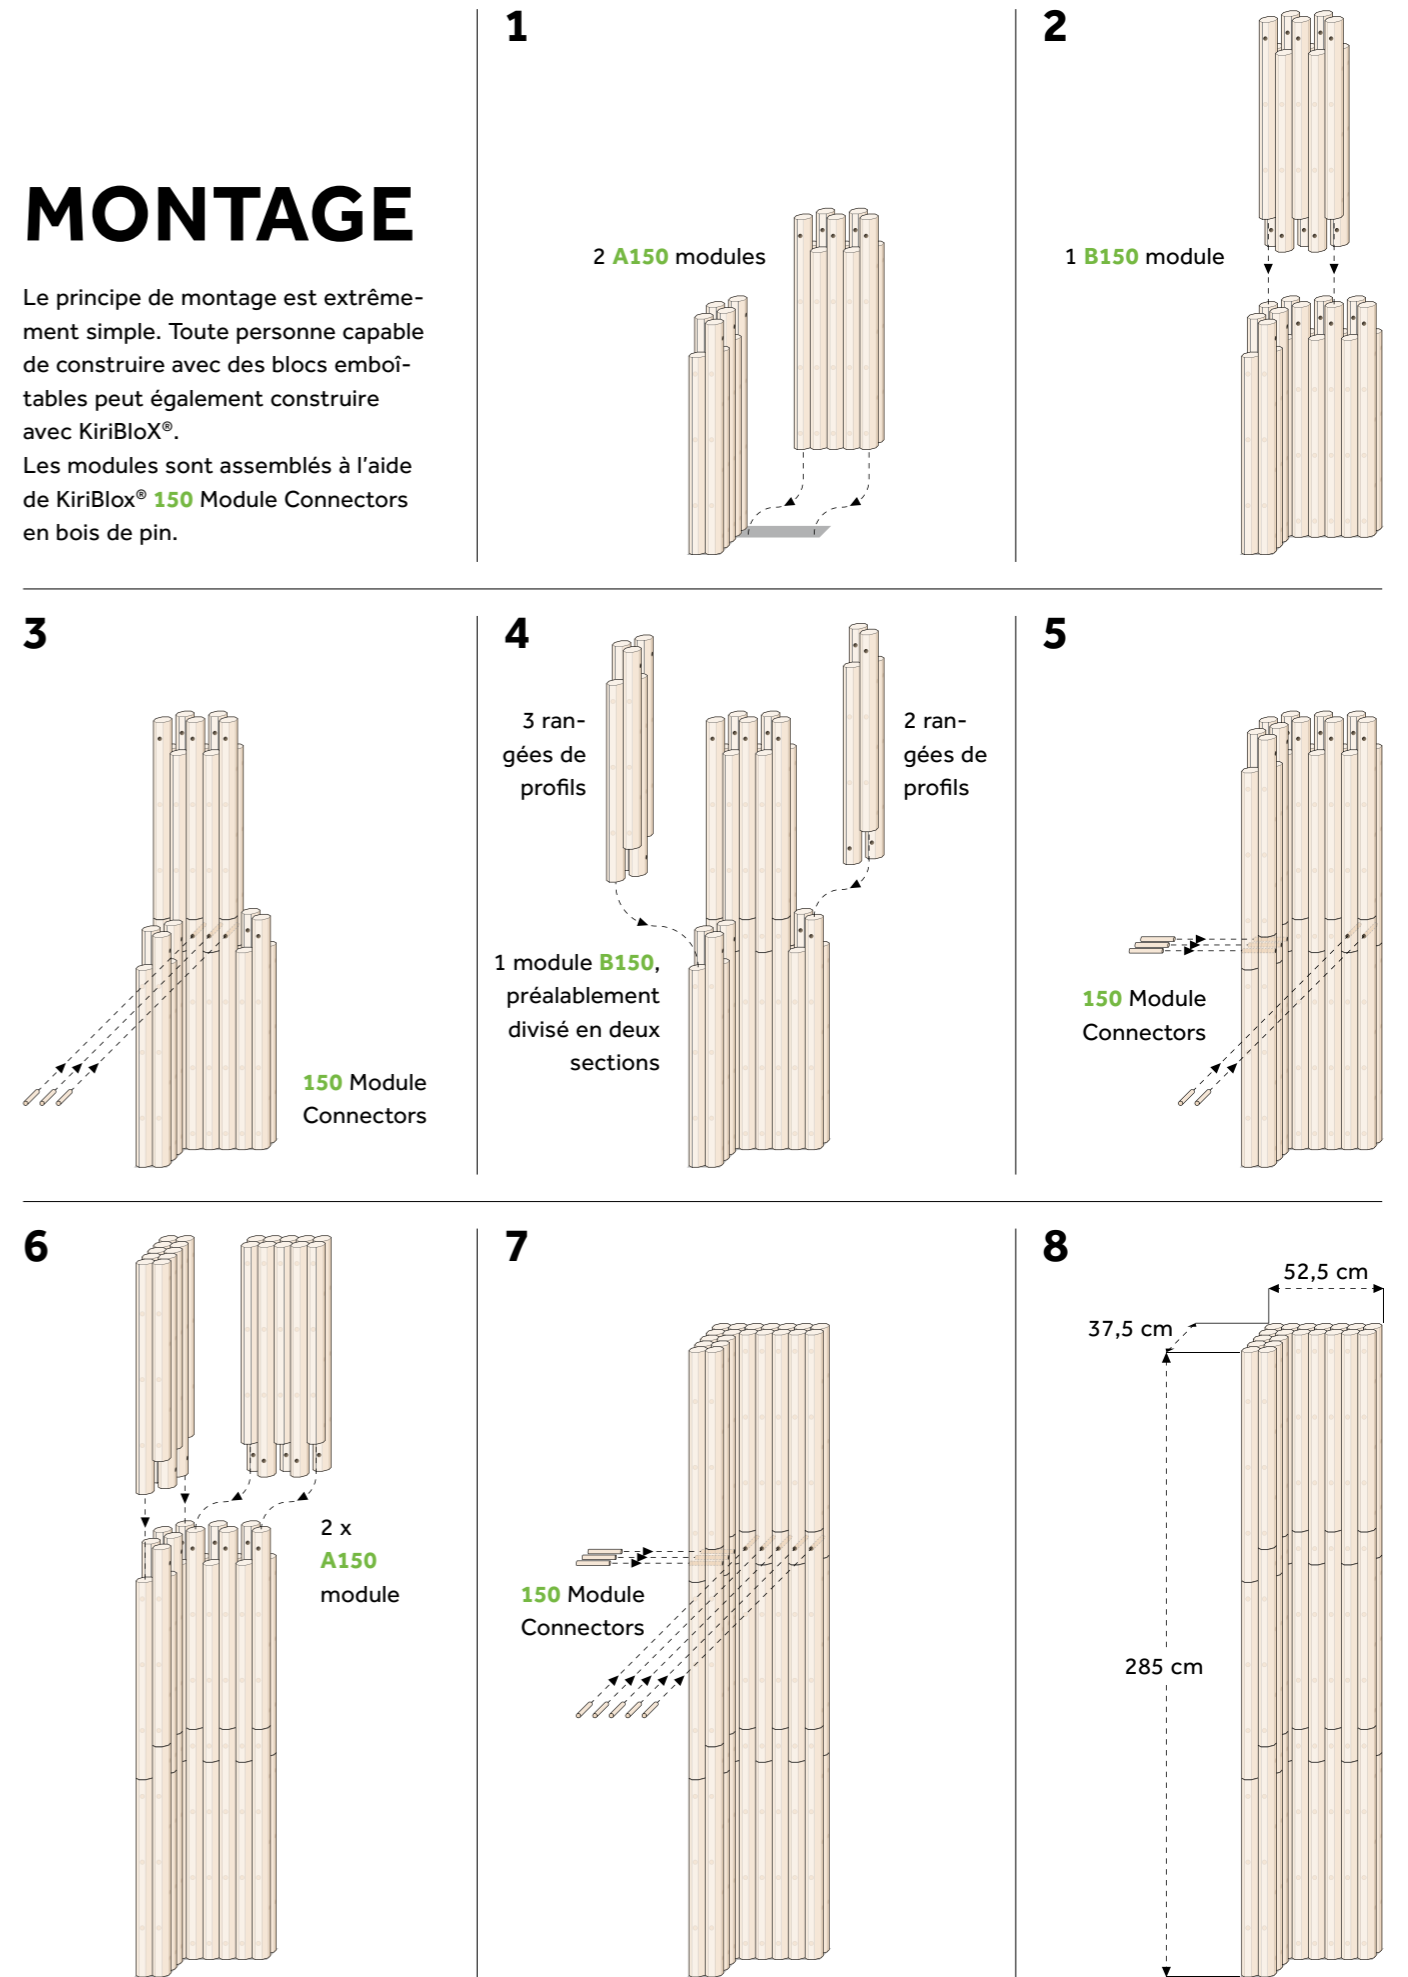 MONTAGE
Le principe de montage est extrême-
ment simple. Toute personne capable
de construire avec des blocs emboî-
tables peut également construire
avec KiriBloX®.
Les modules sont assemblés à l'aide
de KiriBlox® 150 Module Connectors
en bois de pin.
1
2 A150 modules
2
1 B150 module
3
150 Module
Connectors
4
3 ran-
gées de
profils
2 ran-
gées de
profils
1 module B150,
préalablement
divisé en deux
sections
5
150 Module
Connectors
6
2 x
A150
module
7
150 Module
Connectors
8
52,5 cm
37,5 cm
285 cm